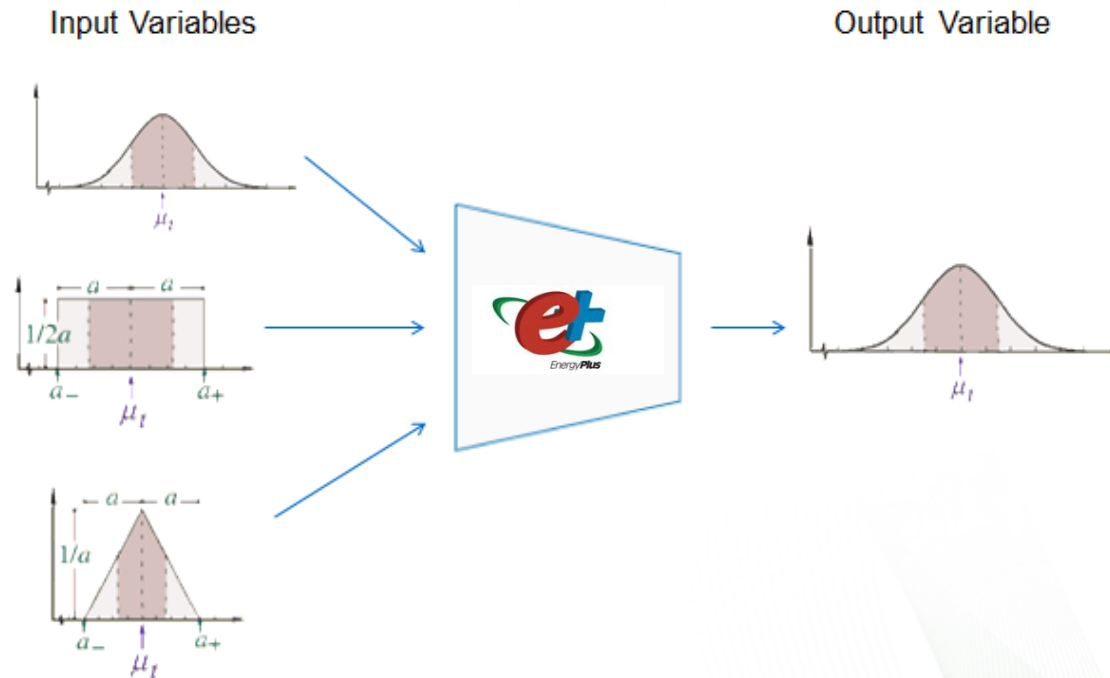 Input Variables
Output Variable
μt
a a
1/2a
a− a+
μt
a a
1/a
a− a+
μt
e+
EnergyPlus
μt